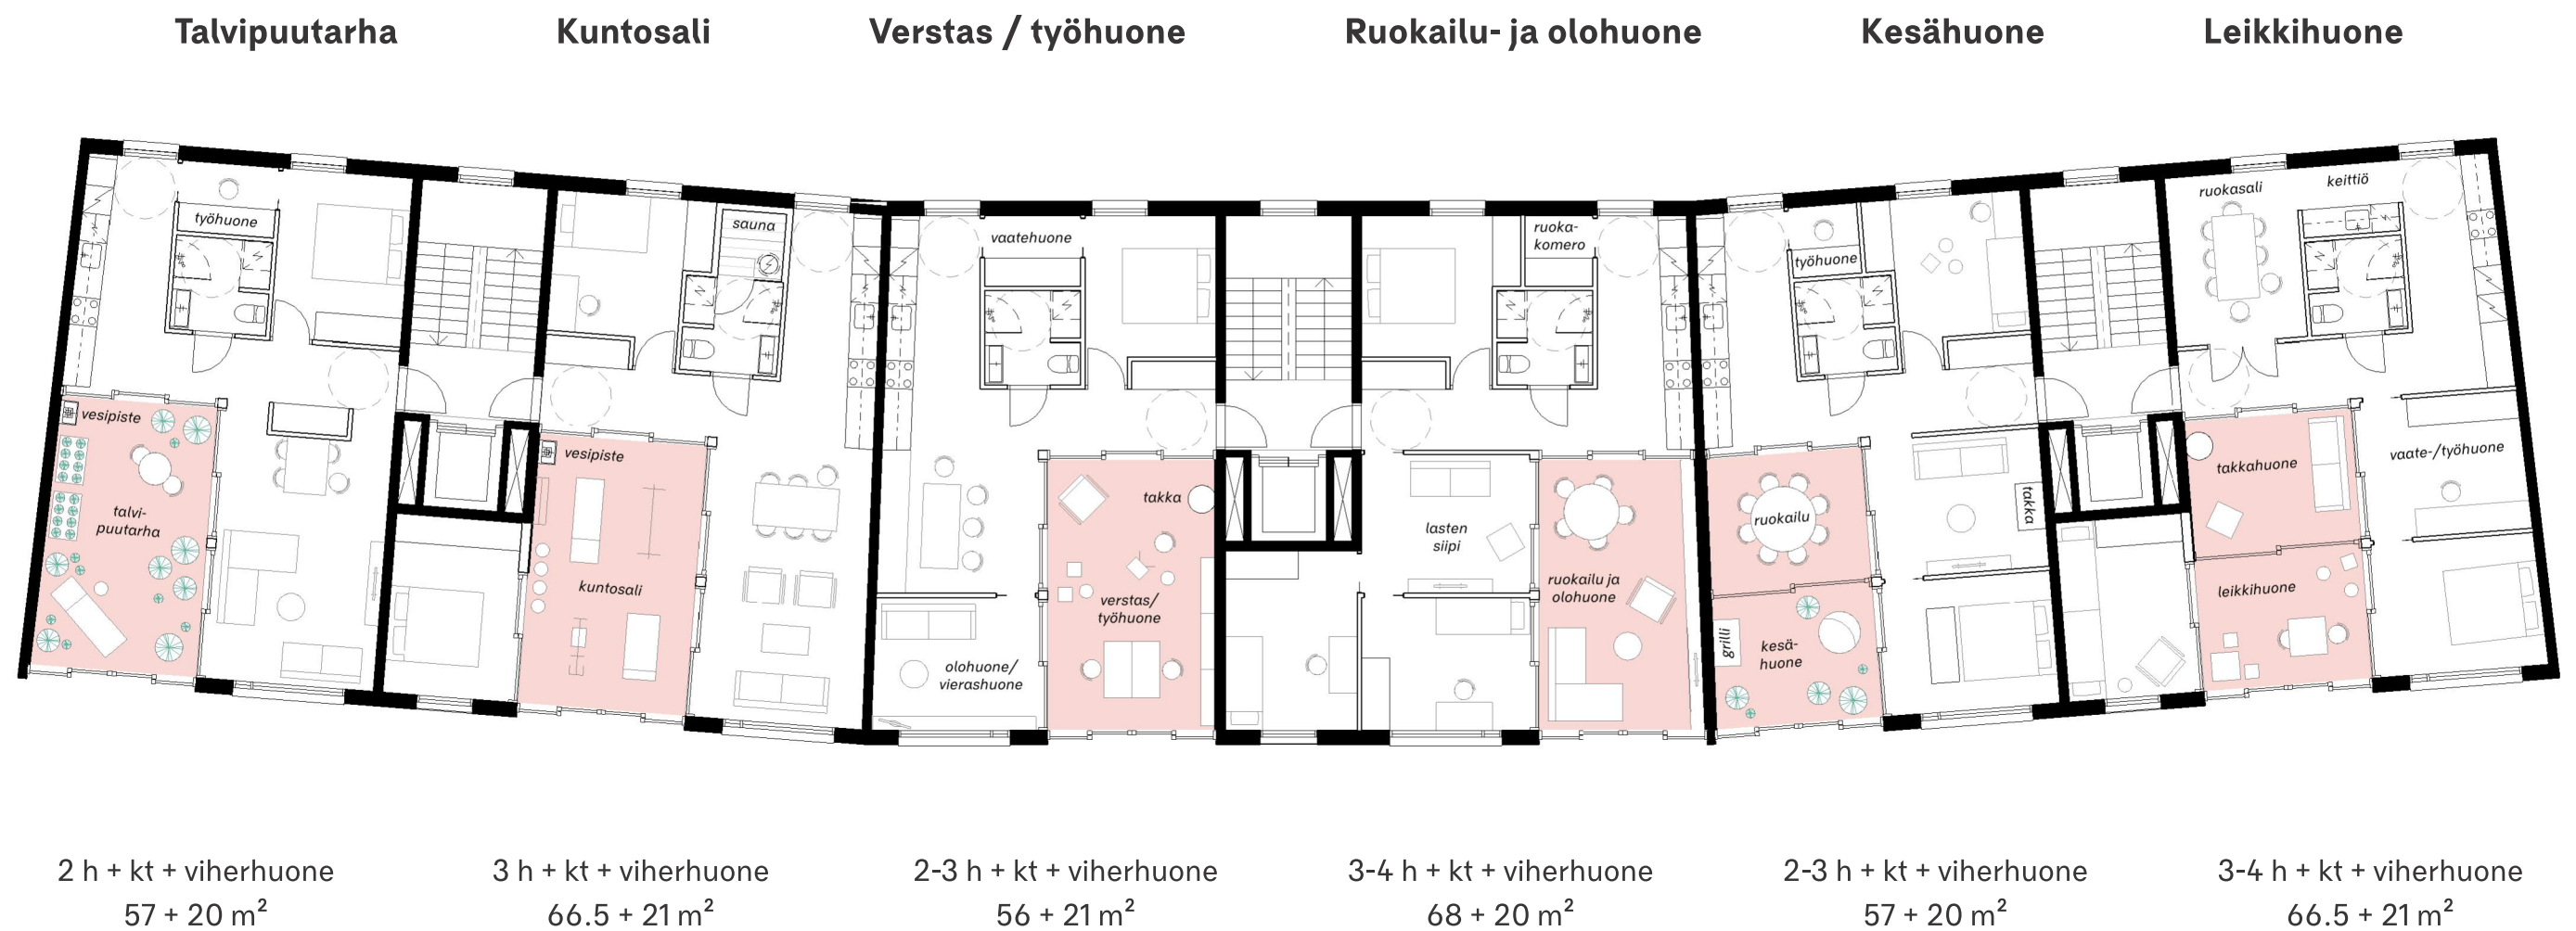 Talvipuutarha
Kuntosali
Verstas / työhuone
Ruokailu- ja olohuone
Kesähuone
Leikkihuone
työhuone
vesipiste
talvi-
puutarha
sauna
vesipiste
kuntosali
vaatehuone
takka
verstas/
työhuone
olohuone/
vierashuone
ruoka-
komero
lasten
siipi
ruokailu ja
olohuone
työhuone
ruokailu
takka
grilli
kesä-
huone
ruokasali
keittiö
takkahuone
vaate-/työhuone
leikkihuone
2 h + kt + viherhuone
57 + 20 m²
3 h + kt + viherhuone
66.5 + 21 m²
2-3 h + kt + viherhuone
56 + 21 m²
3-4 h + kt + viherhuone
68 + 20 m²
2-3 h + kt + viherhuone
57 + 20 m²
3-4 h + kt + viherhuone
66.5 + 21 m²